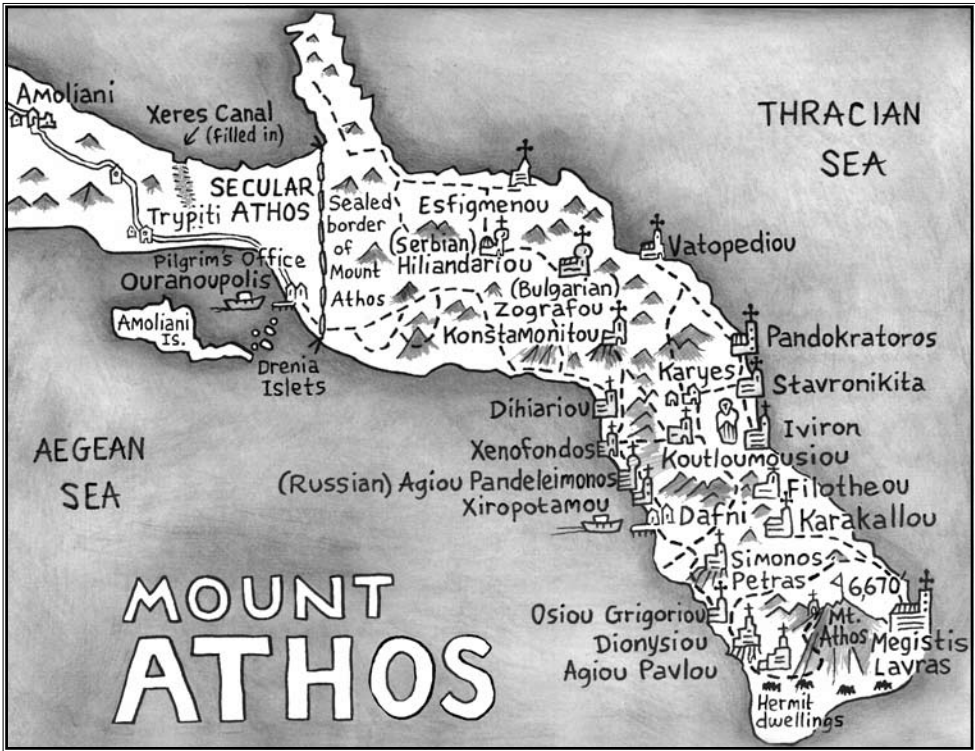 Amoliani
Xeres Canal
(filled in)
THRACIAN
SEA
SECULAR
ATHOS
Trypiti
Sealed
border
of
Mount
Athos
Esfigmenou
(Serbian)
Hiliandariou
Vatopediou
Pilgrim's Office
Ouranoupolis
(Bulgarian)
Zografou
Konstamonitou
Amoliani
Is.
Drenia
Islets
Pandokratoros
Karyes
Stavronikita
Dihiariou
Iviron
AEGEAN
SEA
Xenofondos
Koutloumousiou
(Russian) Agiou Pandeleimonos
Filotheou
Xiropotamou
Dafni
Karakallou
Simonos
Petras
6,670'
MOUNT
ATHOS
Osiou Grigoriou
Dionysiou
Agiou Pavlou
Mt.
Athos
Megistis
Lavras
Hermit
dwellings